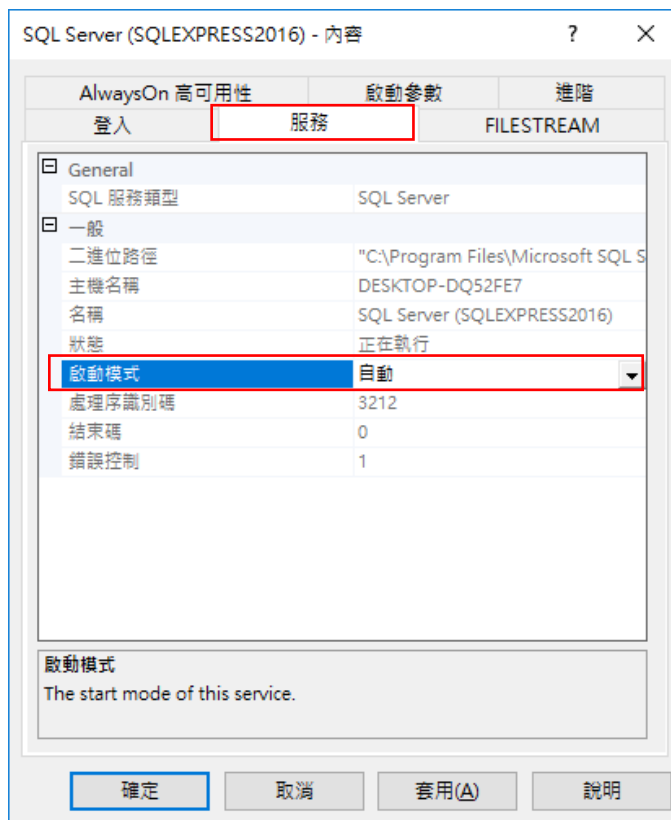 SQL Server (SQLEXPRESS2016) - 內容
AlwaysOn 高可用性 啟動參數 進階
登入 服務 FILESTREAM
General
SQL 服務類型 SQL Server
一般
二進位路徑 "C:\Program Files\Microsoft SQL S
主機名稱 DESKTOP-DQ52FE7
名稱 SQL Server (SQLEXPRESS2016)
狀態 正在執行
啟動模式 自動
處理序識別碼 3212
結束碼 0
錯誤控制 1
啟動模式
The start mode of this service.
確定 取消 套用(A) 說明